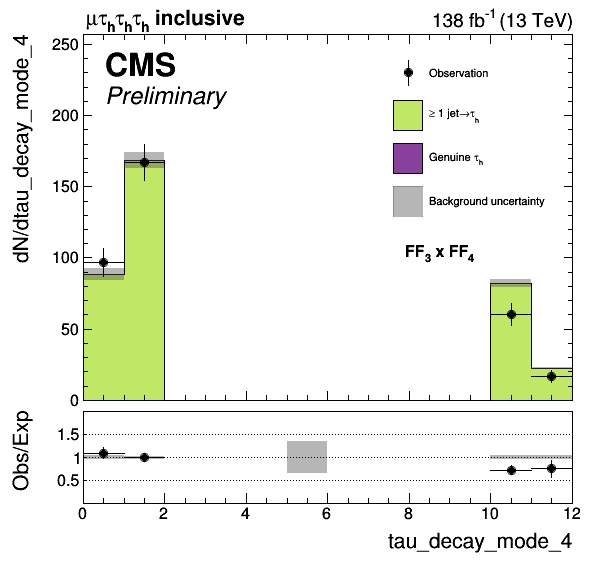 μτhτhτh inclusive
138 fb-1 (13 TeV)
CMS
Preliminary
Observation
≥ 1 jet→τh
Genuine τh
Background uncertainty
FF3 x FF4
dN/dtau_decay_mode_4
250
200
150
100
50
0
Obs/Exp
1.5
1
0.5
0 2 4 6 8 10 12
tau_decay_mode_4